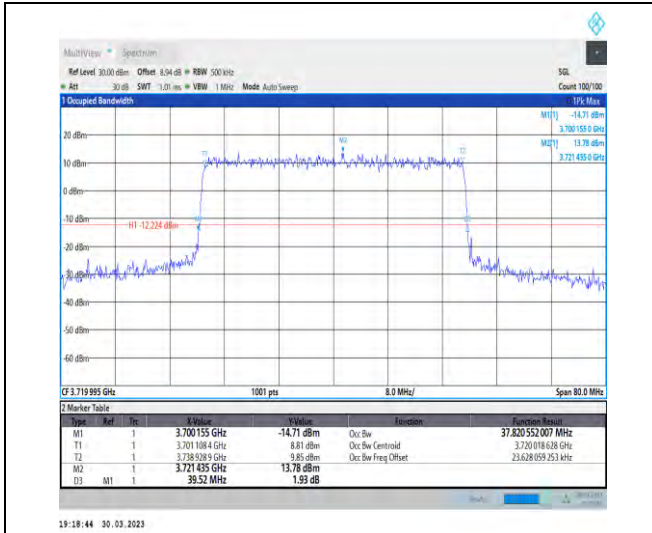 MultiView Spectrum
Ref Level 30.00 dBm Offset 8.94 dB RBW 500 kHz SGL
Att 30 dB SWT 1.01 ms VBW 1 MHz Mode Auto Sweep Count 100/100
1 Occupied Bandwidth 1Pk Max
M1[1] -14.71 dBm
3.700 155 0 GHz
M2[1] 13.78 dBm
3.721 435 0 GHz
20 dBm
M2
T1
T2
10 dBm
0 dBm
-10 dBm
H1 -12.224 dBm
-20 dBm
-30 dBm
-40 dBm
-50 dBm
-60 dBm
CF 3.719 995 GHz 1001 pts 8.0 MHz/ Span 80.0 MHz
2 Marker Table
Type Ref Trc X-Value Y-Value Function Function Result
M1 1 3.700 155 GHz -14.71 dBm Occ Bw 37.820 552 007 MHz
T1 1 3.701 108 4 GHz 8.81 dBm Occ Bw Centroid 3.720 018 628 GHz
T2 1 3.738 928 9 GHz 9.85 dBm Occ Bw Freq Offset 23.628 059 253 kHz
M2 1 3.721 435 GHz 13.78 dBm
D3 M1 1 39.52 MHz 1.93 dB
19:18:44 30.03.2023